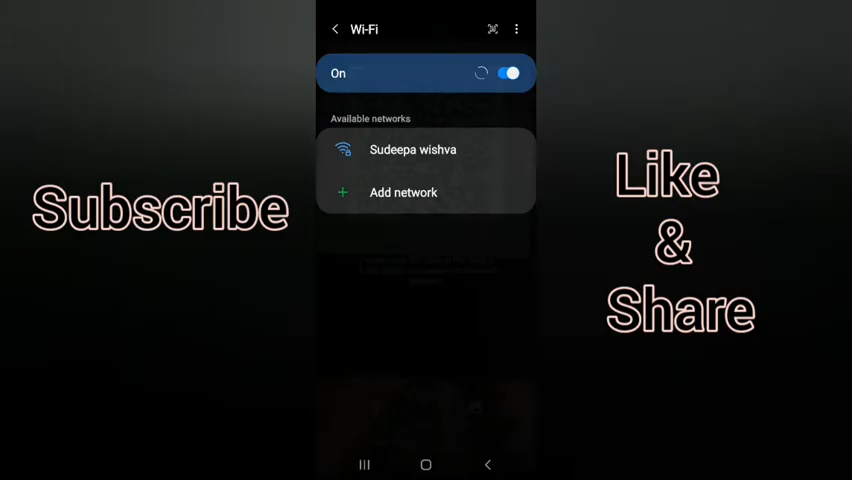 Wi-Fi
On
Available networks
Sudeepa wishva
Add network
Subscribe
Like
&
Share